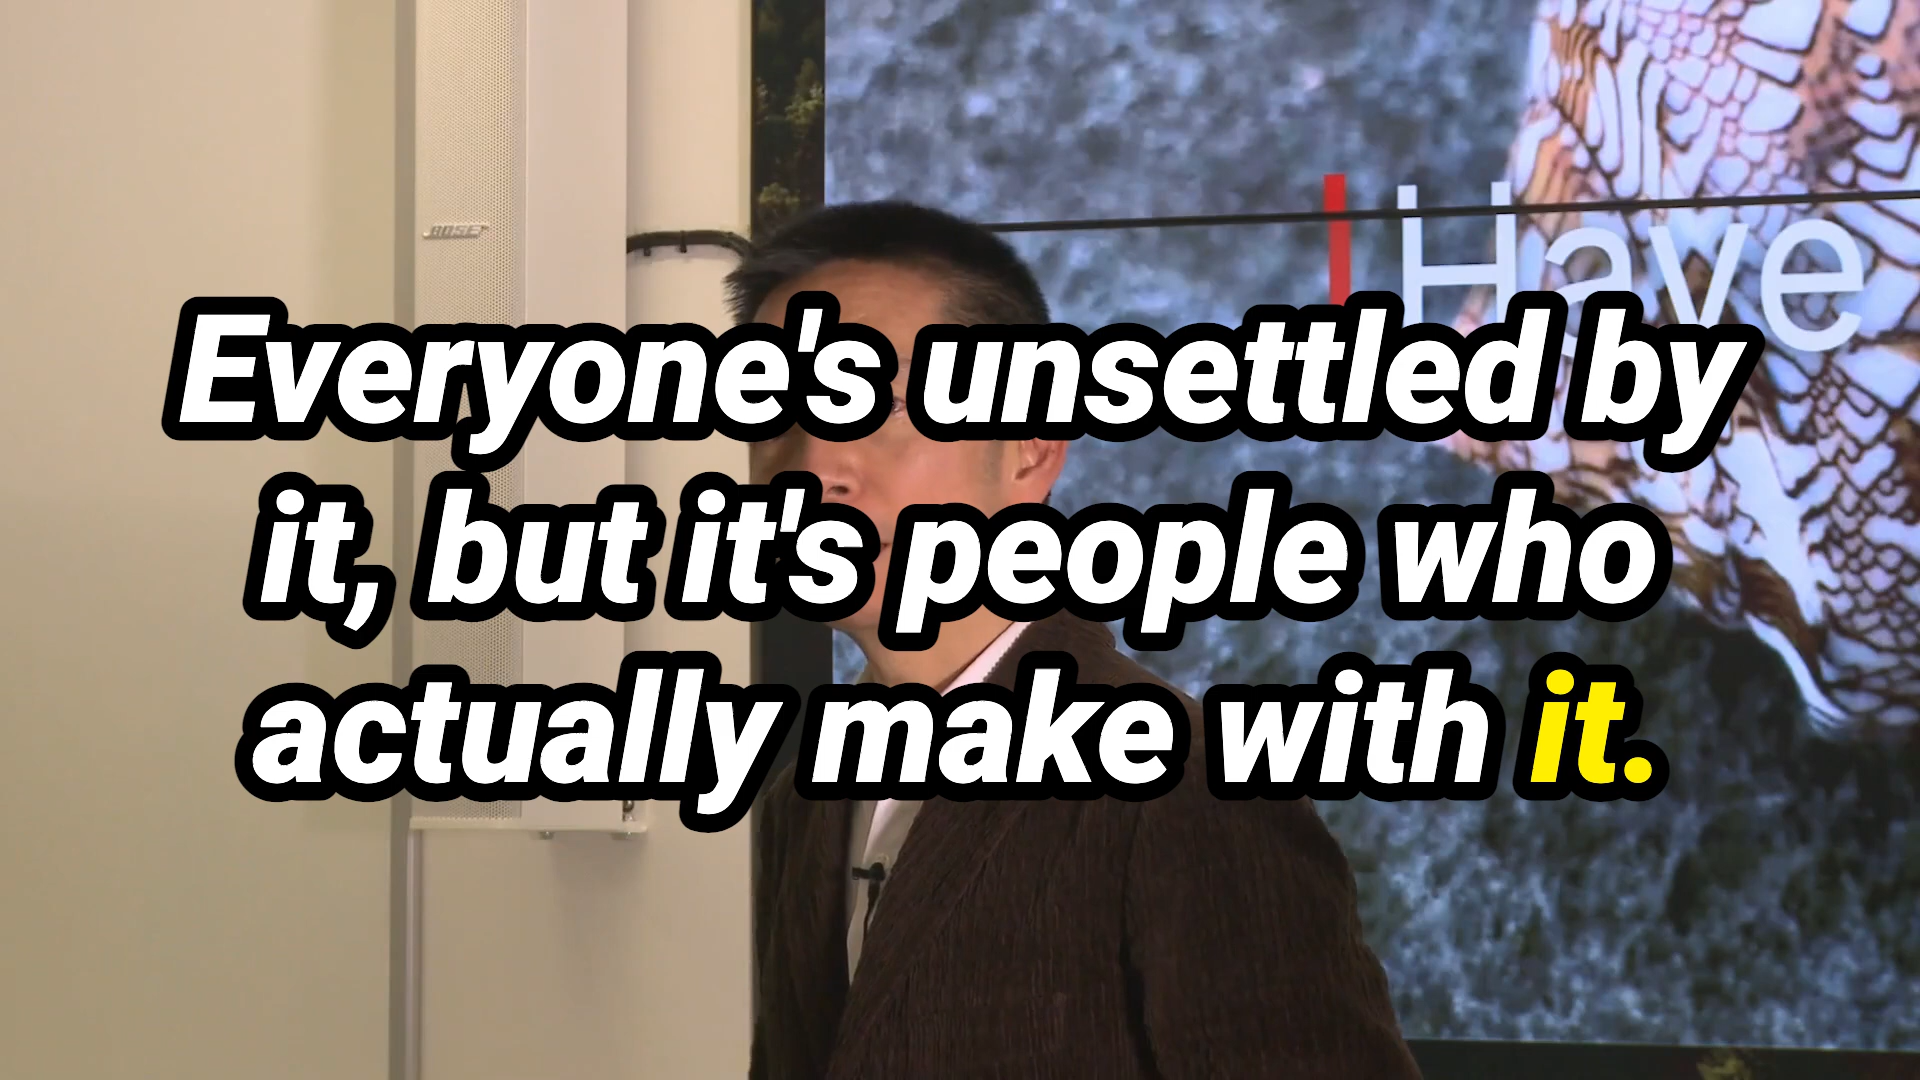 BOSE
I Have
Everyone's unsettled by
it, but it's people who
actually make with it.